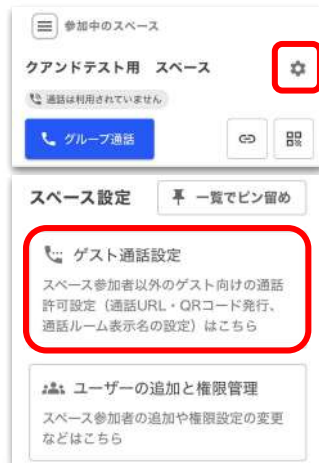 参加中のスペース
クアンドテスト用　スペース
通話は利用されていません
グループ通話
スペース設定
一覧でピン留め
ゲスト通話設定
スペース参加者以外のゲスト向けの通話
許可設定（通話URL・QRコード発行、
通話ルーム表示名の設定）はこちら
ユーザーの追加と権限管理
スペース参加者の追加や権限設定の変更
などはこちら